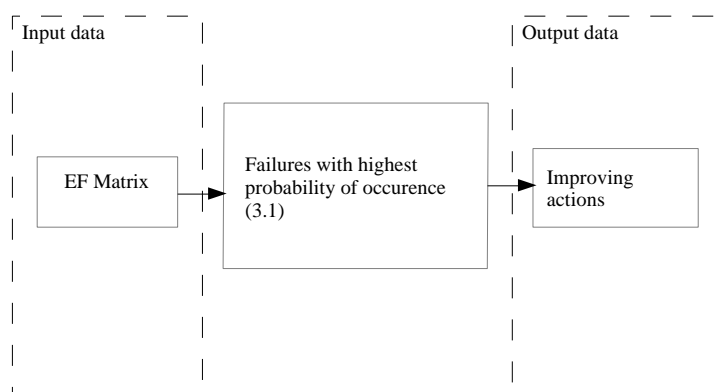 Input data
Output data
EF Matrix
Failures with highest
probability of occurence
(3.1)
Improving
actions